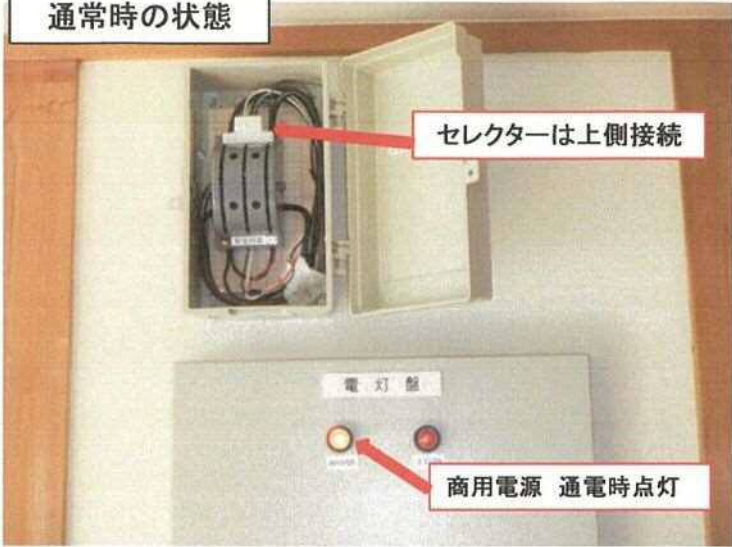 通常時の状態
セレクターは上側接続
電灯盤
商用電源 通電時点灯